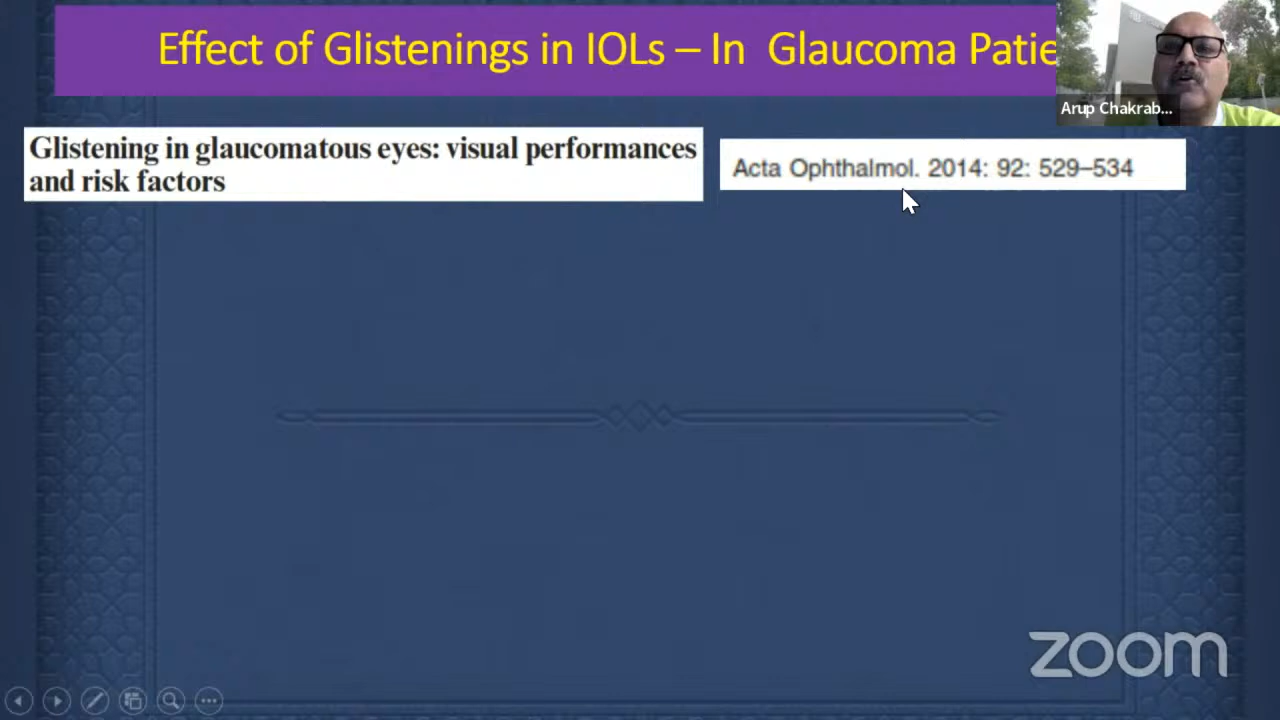 Effect of Glistenings in IOLs – In  Glaucoma Patie
Arup Chakrab...
Glistening in glaucomatous eyes: visual performances
and risk factors
Acta Ophthalmol. 2014: 92: 529–534
zoom